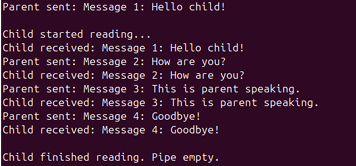 Parent sent: Message 1: Hello child!
Child started reading...
Child received: Message 1: Hello child!
Parent sent: Message 2: How are you?
Child received: Message 2: How are you?
Parent sent: Message 3: This is parent speaking.
Child received: Message 3: This is parent speaking.
Parent sent: Message 4: Goodbye!
Child received: Message 4: Goodbye!
Child finished reading. Pipe empty.